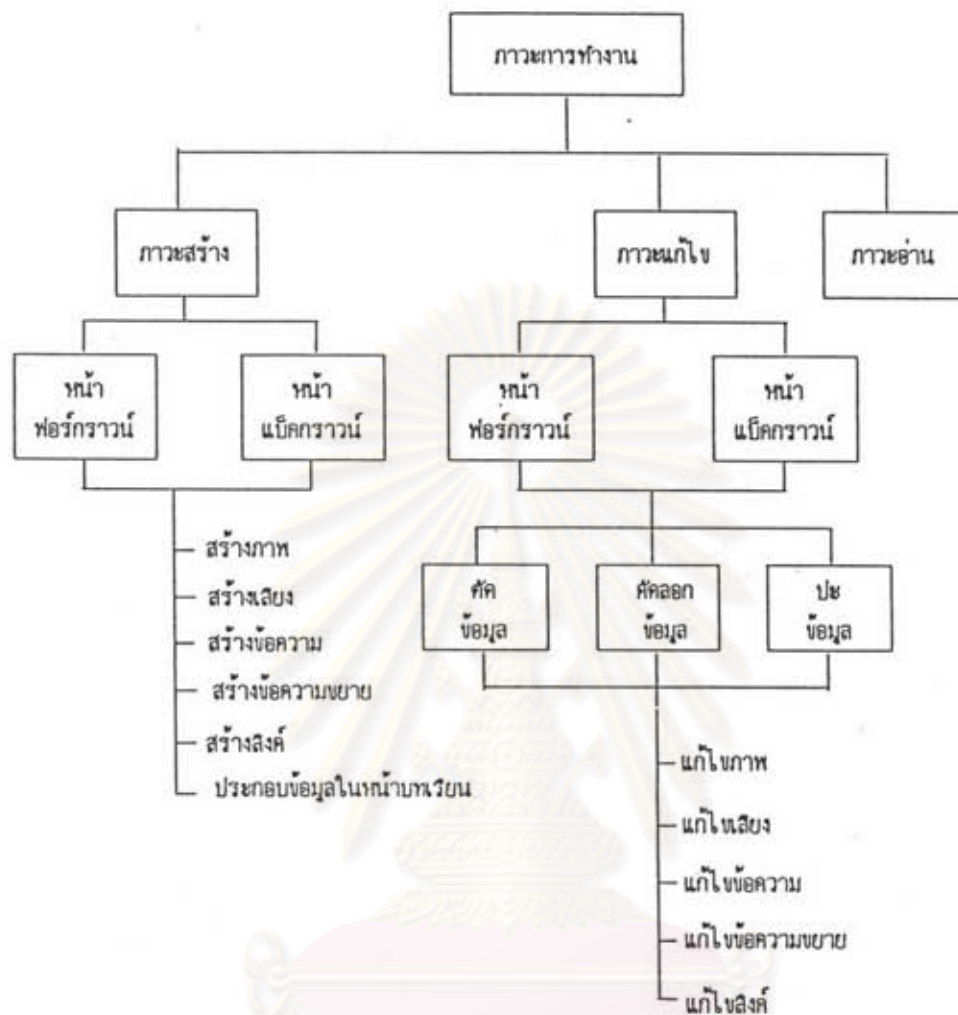 ภาวะการทำงาน
ภาวะสร้าง
ภาวะแก้ไข
ภาวะอ่าน
หน้า
ฟอร์กราวน์
หน้า
แบ็คกราวน์
หน้า
ฟอร์กราวน์
หน้า
แบ็คกราวน์
สร้างภาพ
สร้างเสียง
สร้างข้อความ
สร้างข้อความขยาย
สร้างลิงค์
ประกอบข้อมูลในหน้าบทเรียน
ตัด
ข้อมูล
คัดลอก
ข้อมูล
ปะ
ข้อมูล
แก้ไขภาพ
แก้ไขเสียง
แก้ไขข้อความ
แก้ไขข้อความขยาย
แก้ไขลิงค์